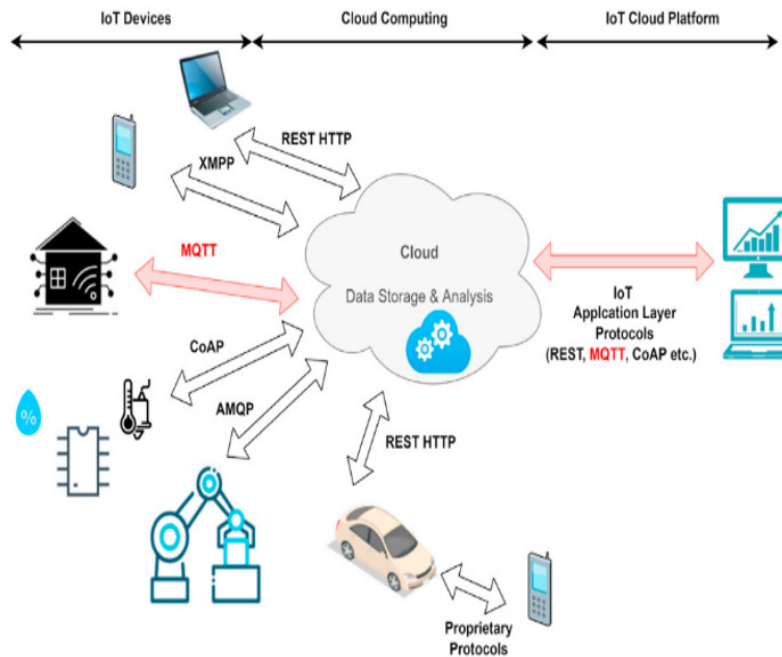 IoT Devices
Cloud Computing
IoT Cloud Platform
REST HTTP
XMPP
MQTT
Cloud
Data Storage & Analysis
IoT
Applcation Layer
Protocols
(REST, MQTT, CoAP etc.)
CoAP
%
AMQP
REST HTTP
Proprietary
Protocols